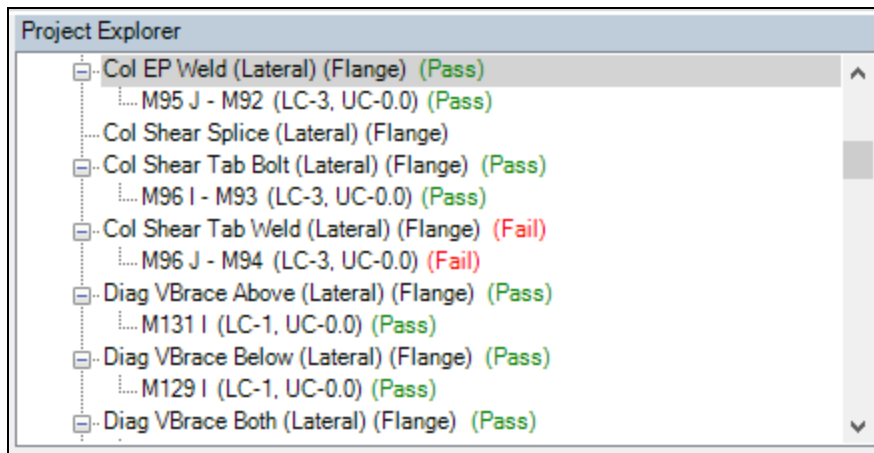 Project Explorer
Col EP Weld (Lateral) (Flange) (Pass)
M95 J - M92 (LC-3, UC-0.0) (Pass)
Col Shear Splice (Lateral) (Flange)
Col Shear Tab Bolt (Lateral) (Flange) (Pass)
M96 I - M93 (LC-3, UC-0.0) (Pass)
Col Shear Tab Weld (Lateral) (Flange) (Fail)
M96 J - M94 (LC-3, UC-0.0) (Fail)
Diag VBrace Above (Lateral) (Flange) (Pass)
M131 I (LC-1, UC-0.0) (Pass)
Diag VBrace Below (Lateral) (Flange) (Pass)
M129 I (LC-1, UC-0.0) (Pass)
Diag VBrace Both (Lateral) (Flange) (Pass)